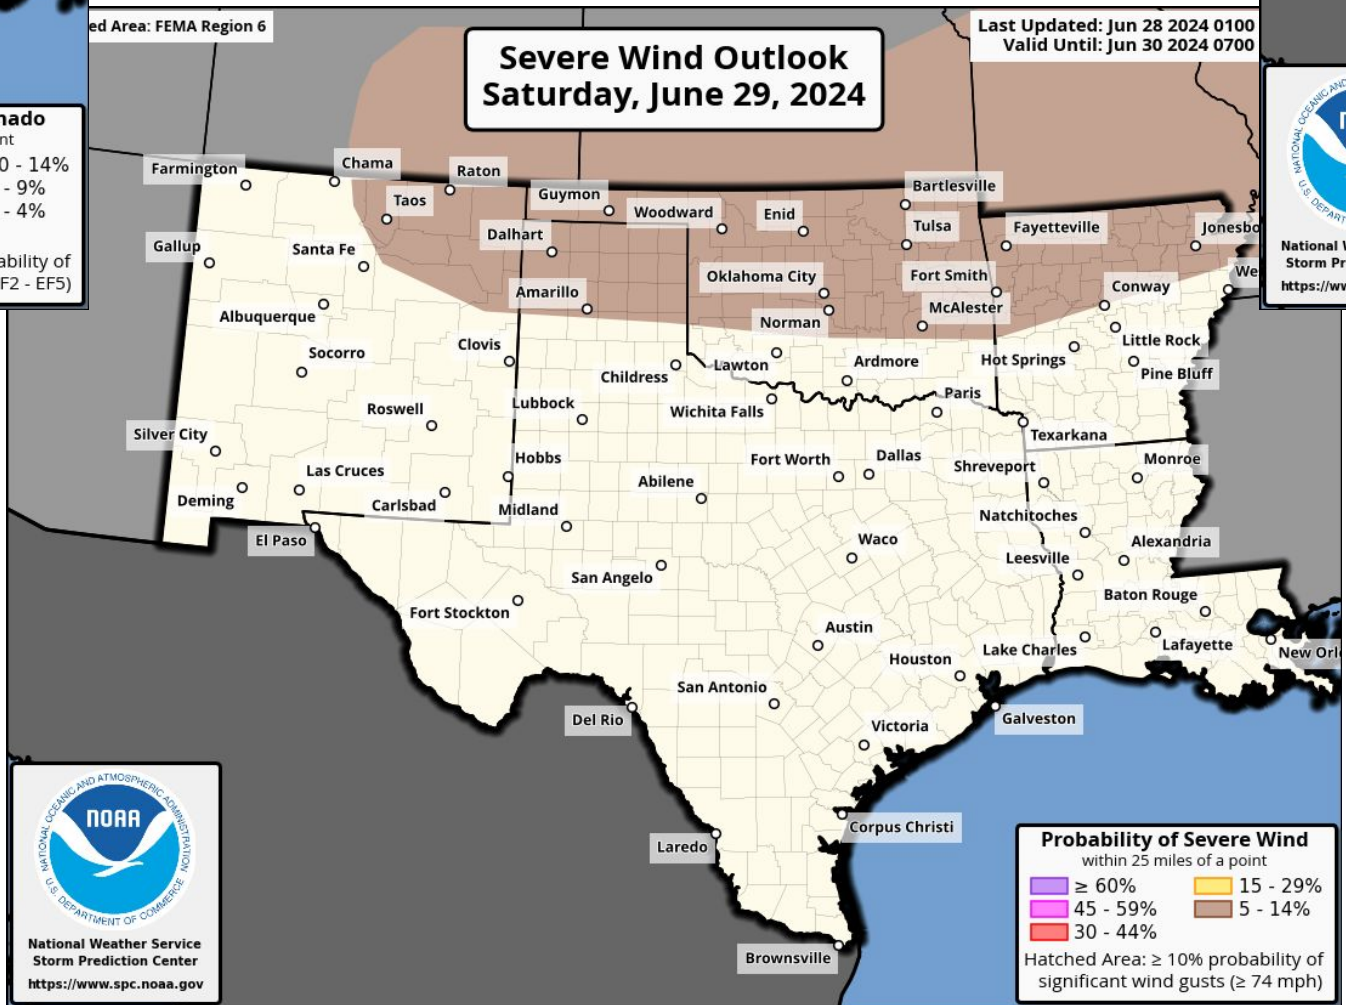 ed Area: FEMA Region 6
Severe Wind Outlook
Saturday, June 29, 2024
Last Updated: Jun 28 2024 0100
Valid Until: Jun 30 2024 0700
nado
nt
0 - 14%
- 9%
- 4%
ability of
F2 - EF5)
National
Storm Pr
https://ww
Farmington
Chama
Raton
Taos
Guymon
Woodward
Enid
Bartlesville
Tulsa
Fayetteville
Jonesbo
Gallup
Santa Fe
Dalhart
Amarillo
Oklahoma City
Fort Smith
Conway
We
Albuquerque
Norman
McAlester
Little Rock
Socorro
Clovis
Childress
Lawton
Ardmore
Hot Springs
Pine Bluff
Roswell
Lubbock
Wichita Falls
Paris
Silver City
Texarkana
Hobbs
Fort Worth
Dallas
Shreveport
Monroe
Las Cruces
Deming
Carlsbad
Midland
Abilene
Natchitoches
El Paso
Waco
Leesville
Alexandria
San Angelo
Baton Rouge
Fort Stockton
Austin
Lake Charles
Lafayette
New Orl
Houston
San Antonio
Del Rio
Galveston
Victoria
Corpus Christi
Laredo
Brownsville
NATIONAL OCEANIC AND ATMOSPHERIC ADMINISTRATION
NOAA
U.S. DEPARTMENT OF COMMERCE
National Weather Service
Storm Prediction Center
https://www.spc.noaa.gov
Probability of Severe Wind
within 25 miles of a point
≥ 60%
15 - 29%
45 - 59%
5 - 14%
30 - 44%
Hatched Area: ≥ 10% probability of
significant wind gusts (≥ 74 mph)